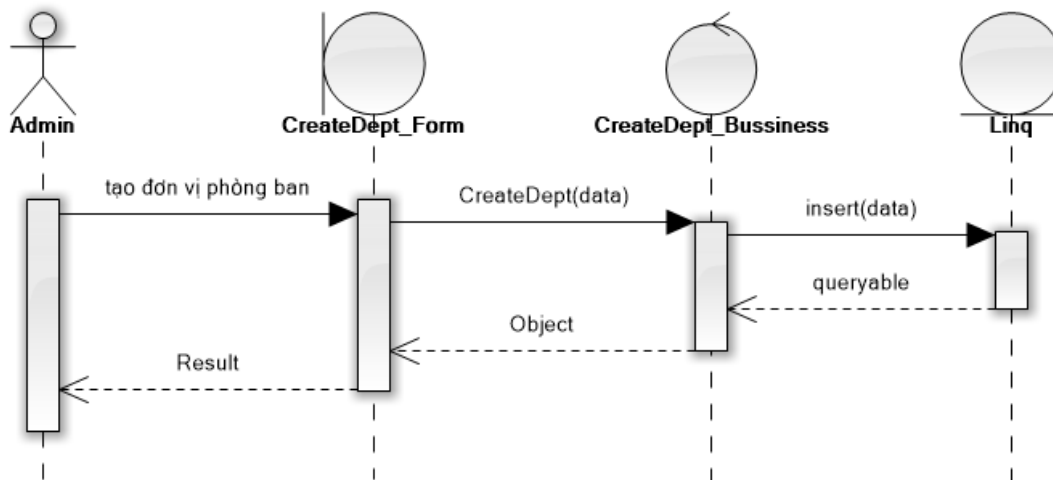 Admin
CreateDept_Form
CreateDept_Bussiness
Linq
tạo đơn vị phòng ban
CreateDept(data)
insert(data)
queryable
Object
Result